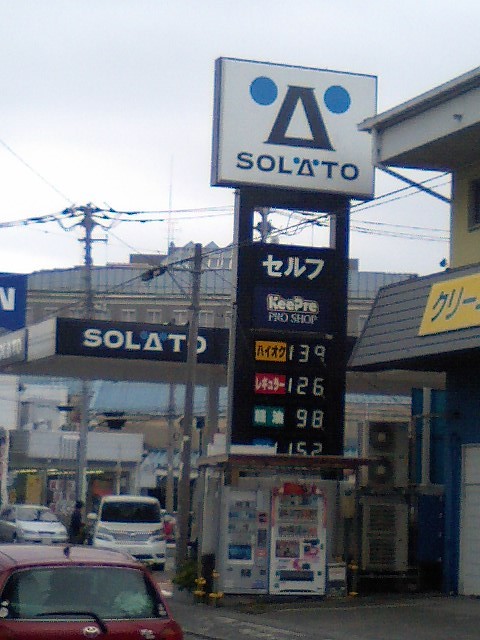 SOLATO
セルフ
KeePre
PRO SHOP
ハイオク 139
レギュラー 126
軽油 98
152
SOLATO
クリー
N